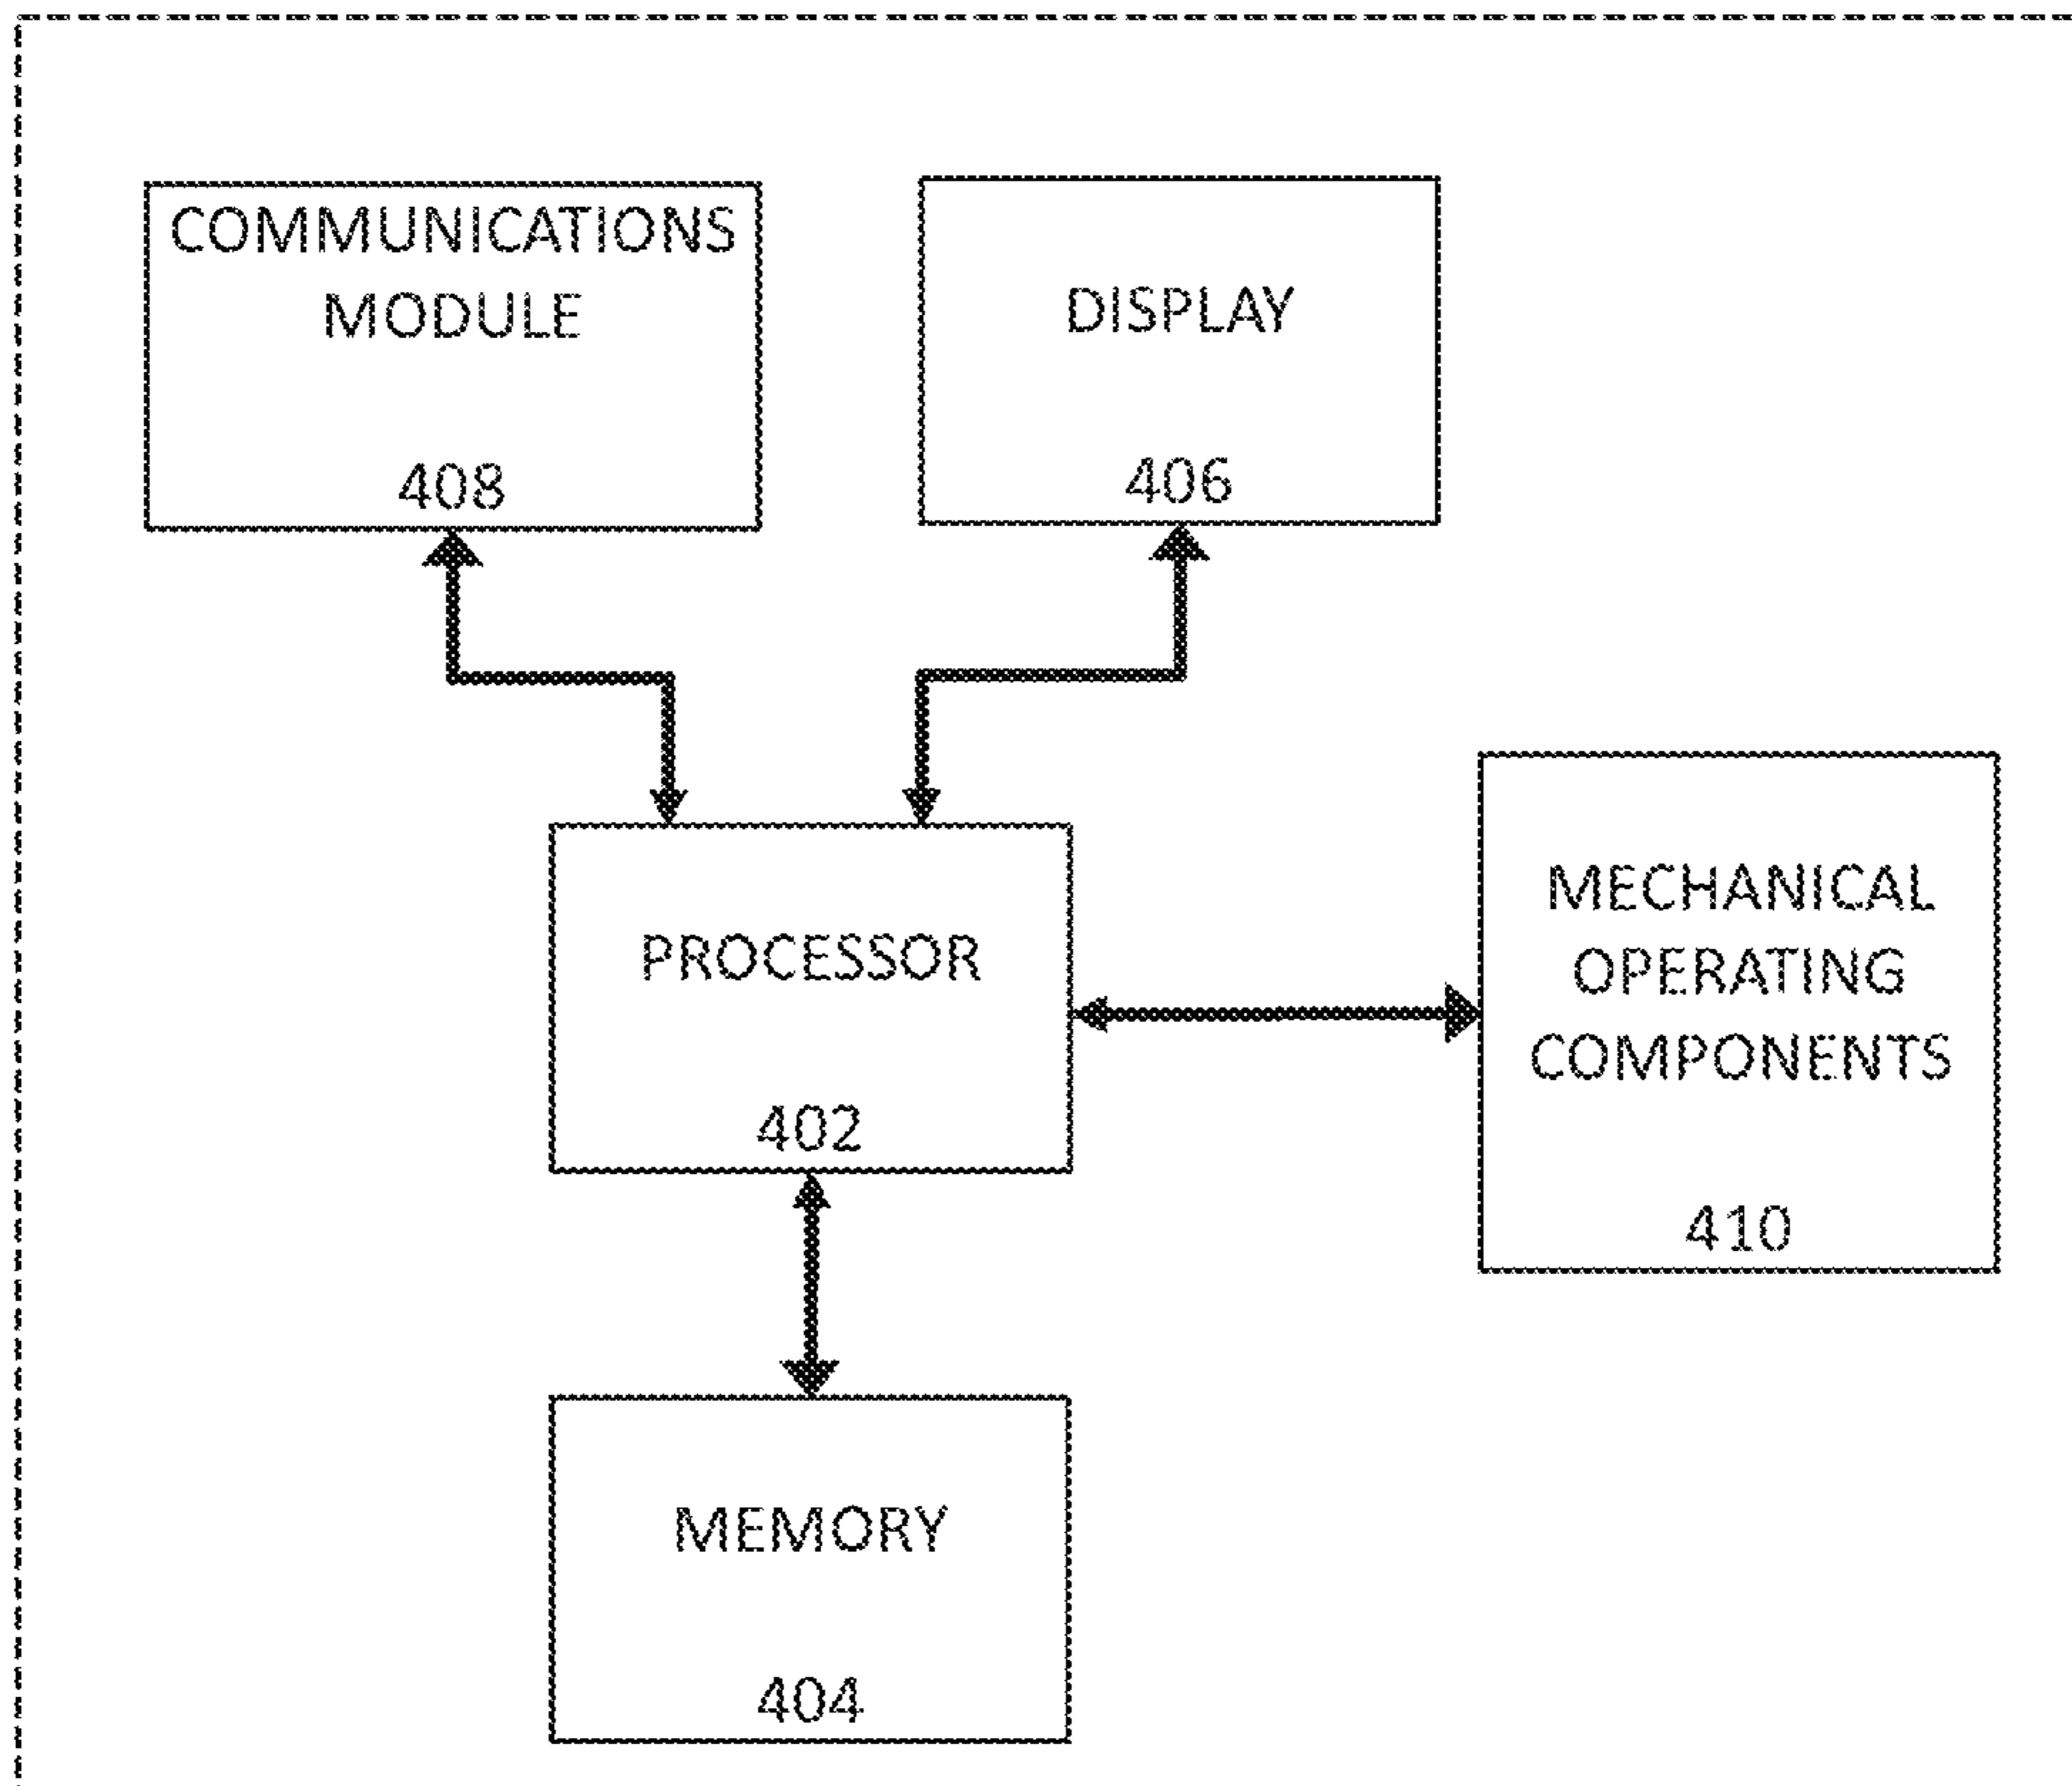 COMMUNICATIONS
MODULE
408
DISPLAY
406
PROCESSOR
402
MECHANICAL
OPERATING
COMPONENTS
410
MEMORY
404